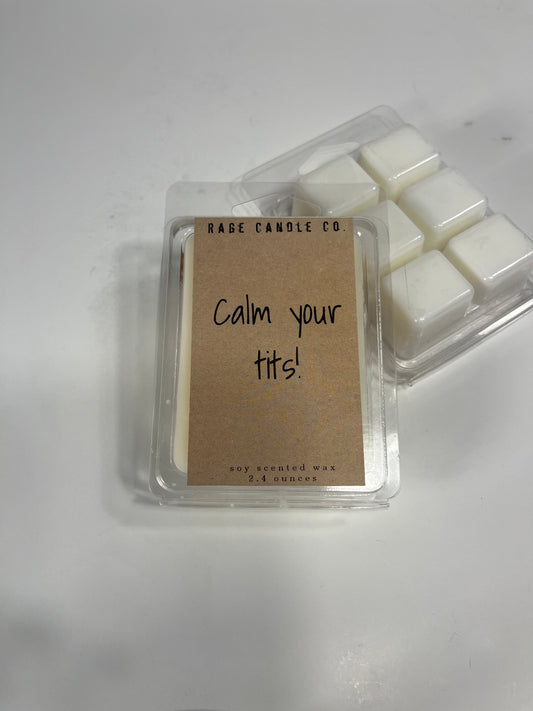 RAGE CANDLE CO.
Calm your
tits!
soy scented wax
2.4 ounces